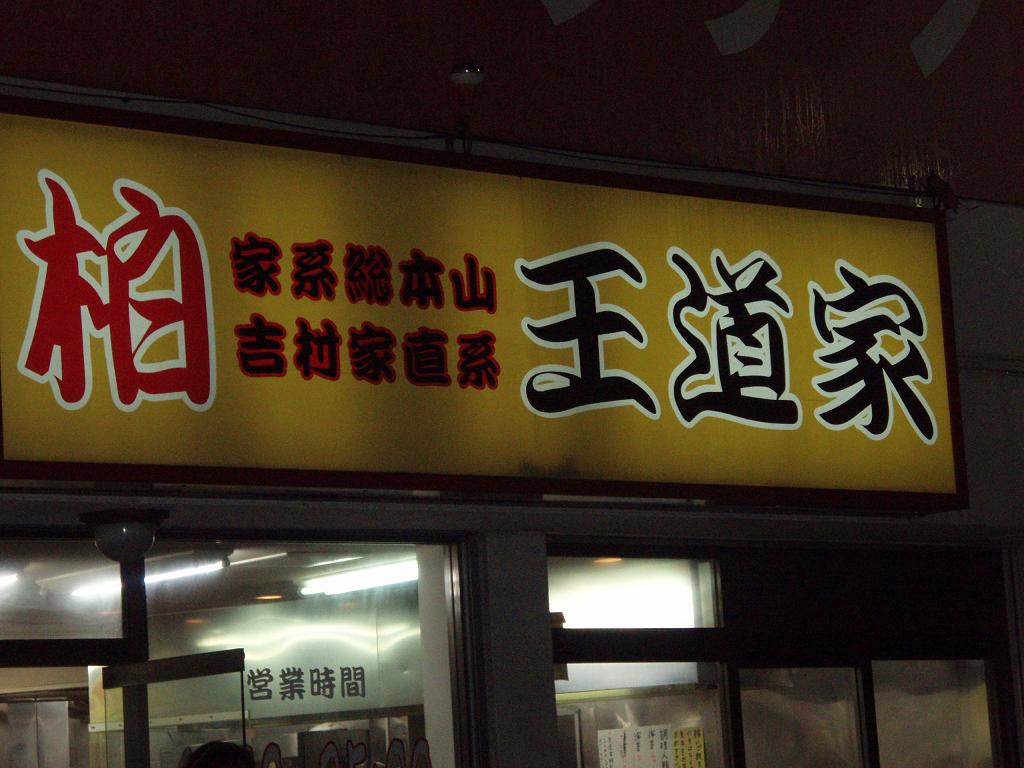 柏
家系総本山
吉村家直系
王道家
営業時間